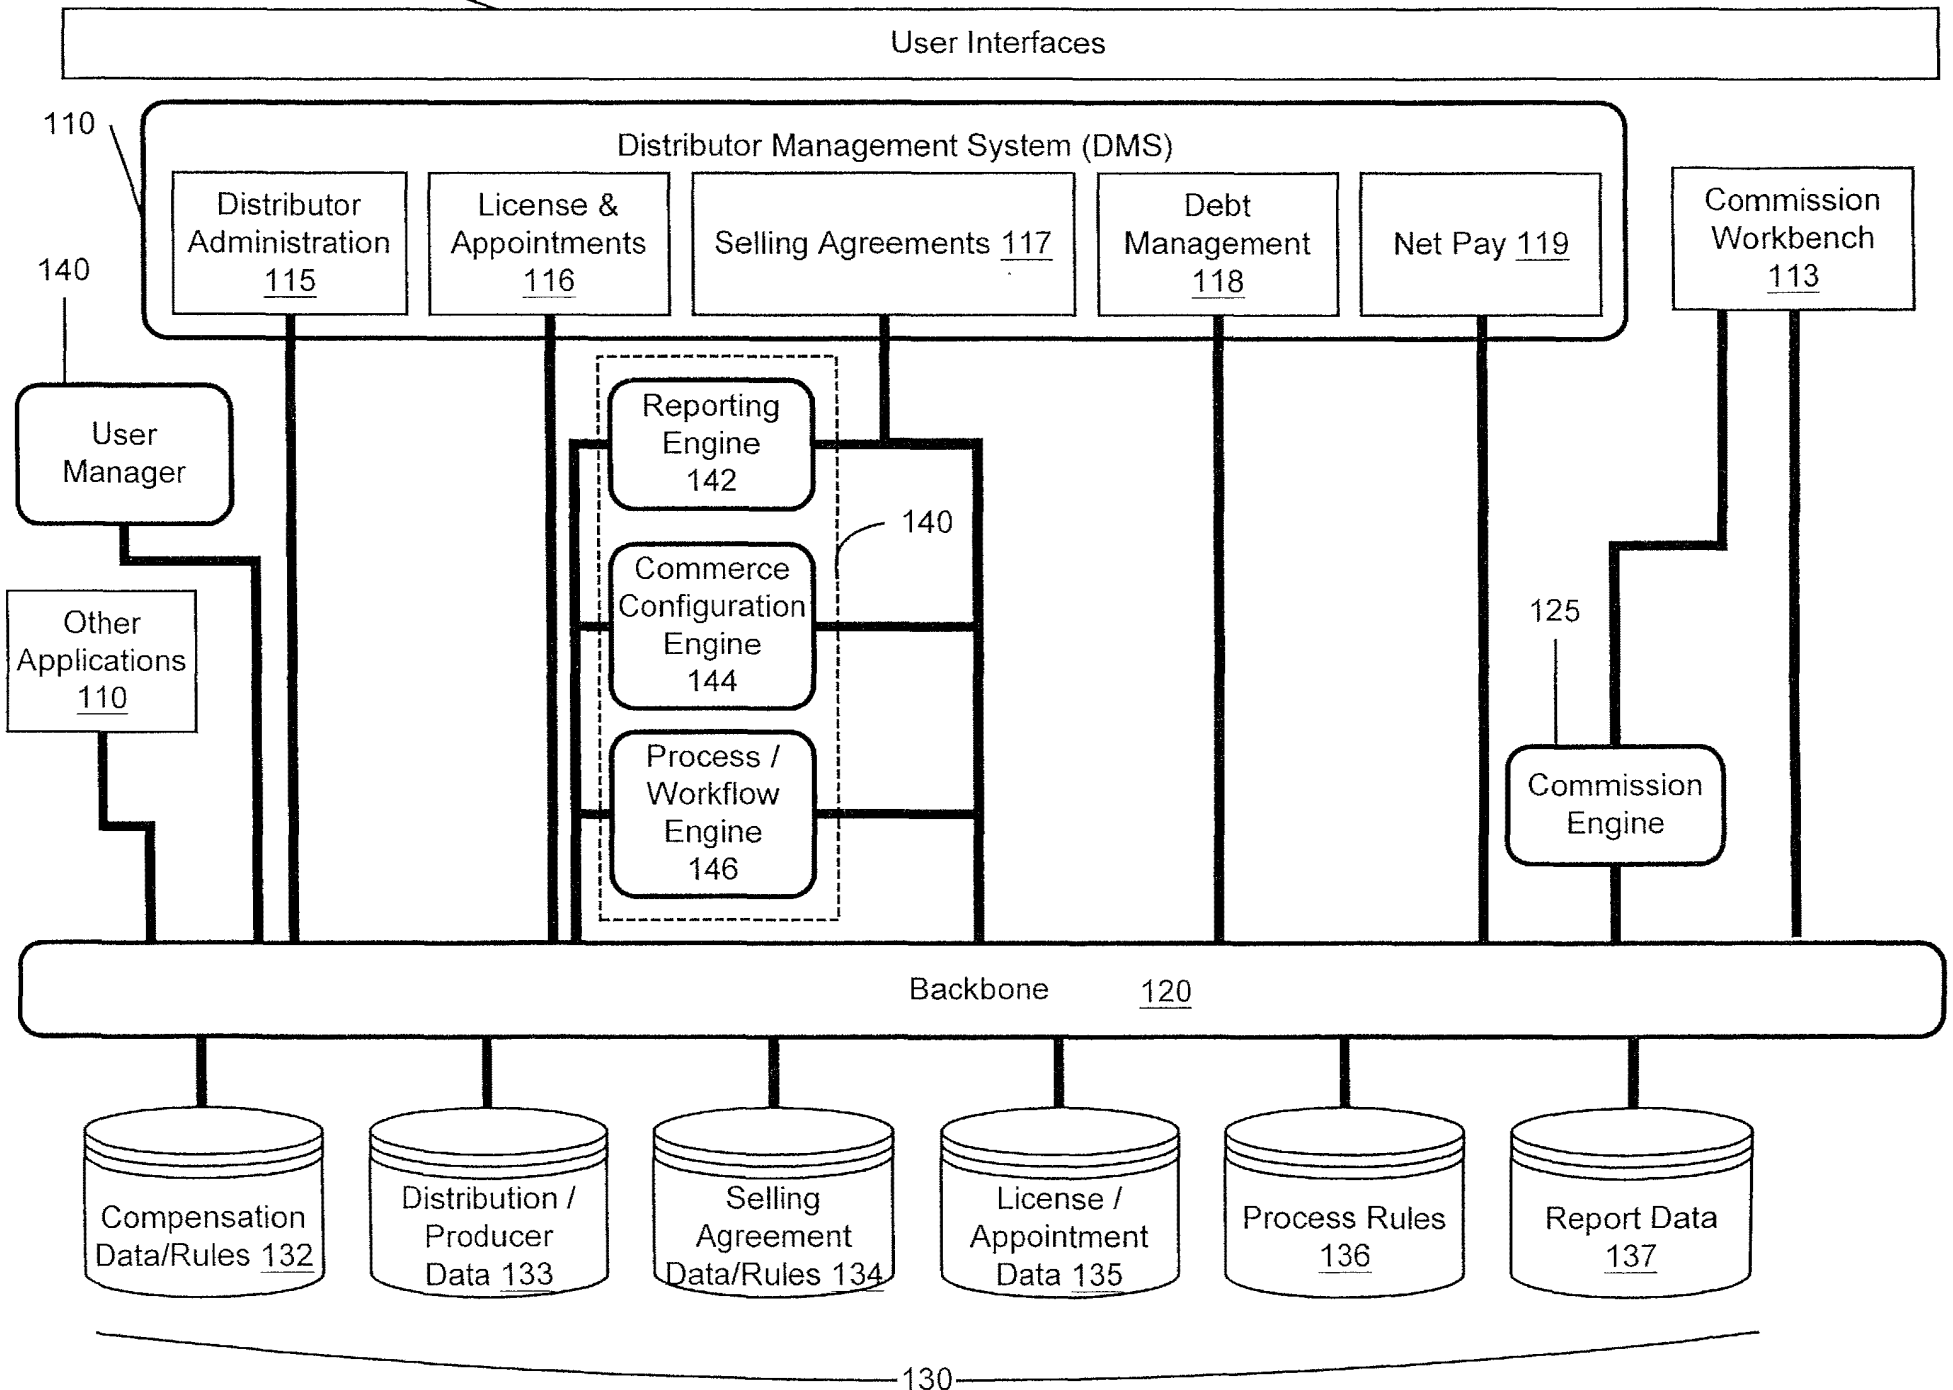 User Interfaces
110
Distributor Management System (DMS)
Distributor
Administration
115
License &
Appointments
116
Selling Agreements 117
Debt
Management
118
Net Pay 119
Commission
Workbench
113
140
User
Manager
Reporting
Engine
142
140
Commerce
Configuration
Engine
144
Other
Applications
110
125
Process /
Workflow
Engine
146
Commission
Engine
Backbone 120
Compensation
Data/Rules 132
Distribution /
Producer
Data 133
Selling
Agreement
Data/Rules 134
License /
Appointment
Data 135
Process Rules
136
Report Data
137
130